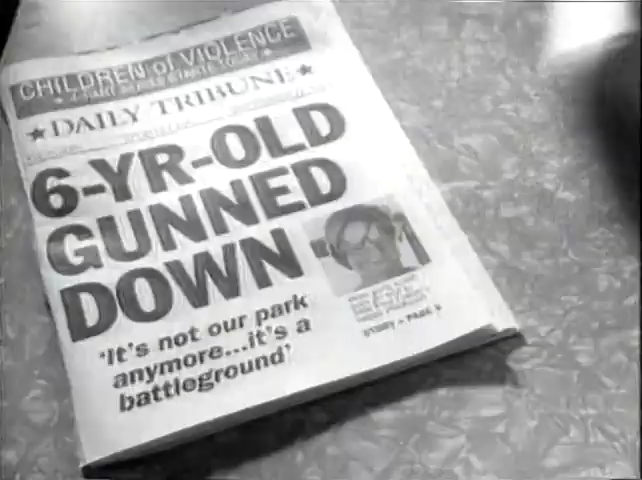 CHILDREN of VIOLENCE
★DAILY TRIBUNE★
6-YR-OLD
GUNNED
DOWN
'It's not our park
anymore...it's a
battleground'
STORY - PAGE 5